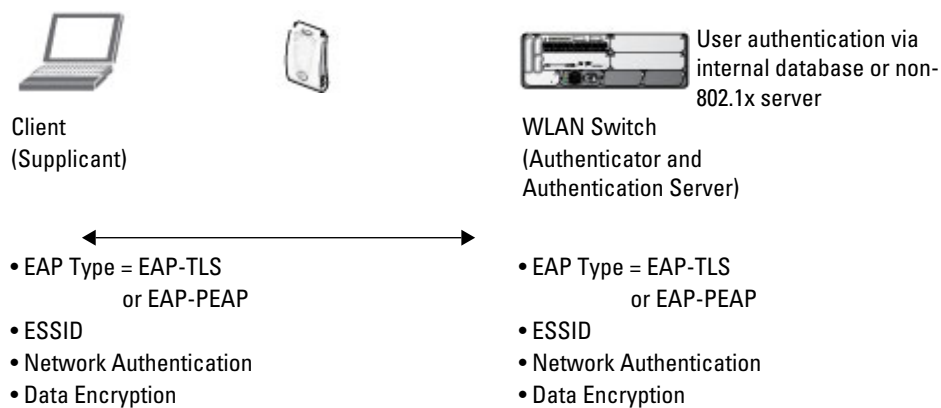 User authentication via
internal database or non-
802.1x server
Client
(Supplicant)
WLAN Switch
(Authenticator and
Authentication Server)
• EAP Type = EAP-TLS
or EAP-PEAP
• ESSID
• Network Authentication
• Data Encryption
• EAP Type = EAP-TLS
or EAP-PEAP
• ESSID
• Network Authentication
• Data Encryption